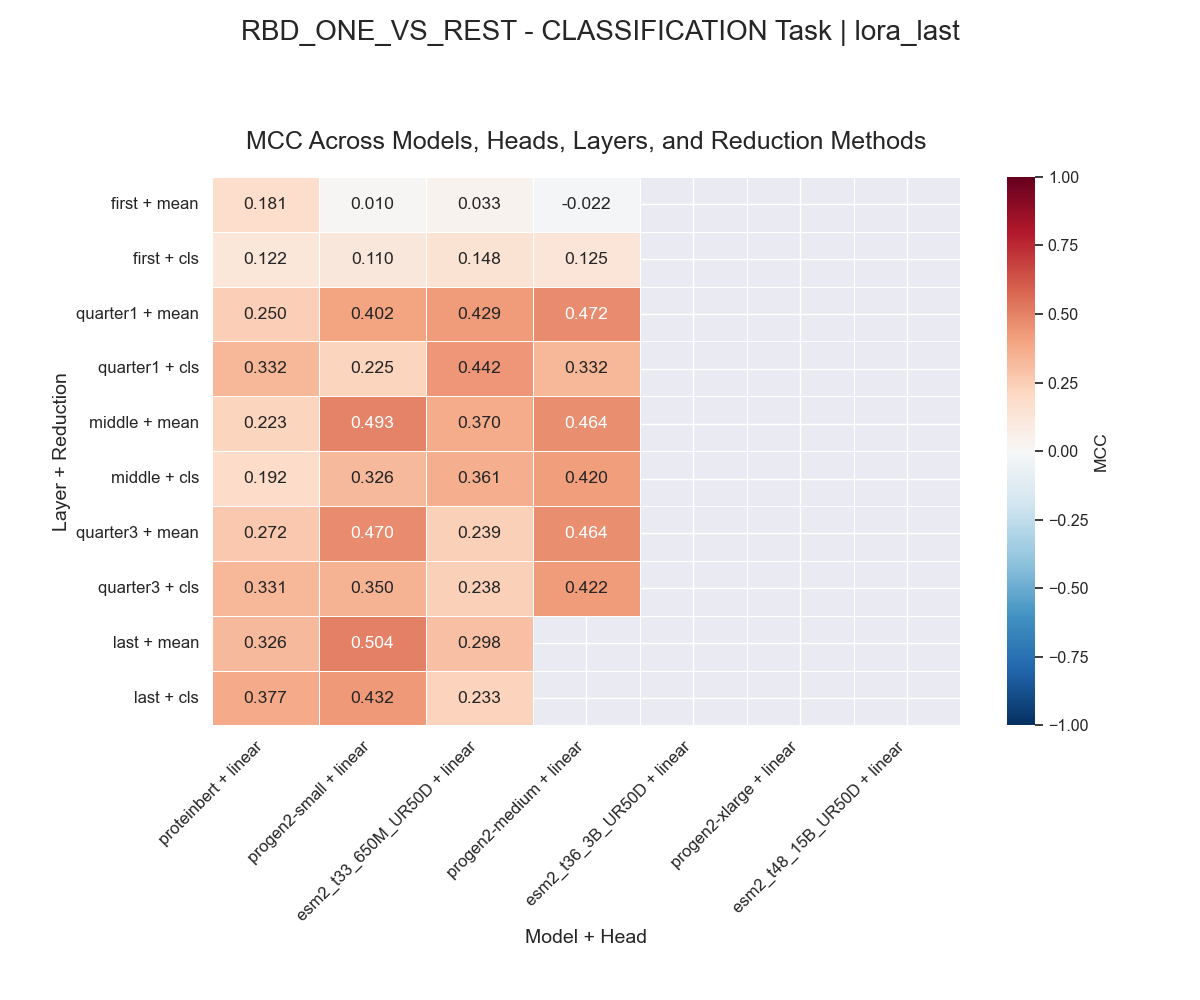 RBD_ONE_VS_REST - CLASSIFICATION Task | lora_last
MCC Across Models, Heads, Layers, and Reduction Methods
Layer + Reduction
first + mean 0.181 0.010 0.033 -0.022
first + cls 0.122 0.110 0.148 0.125
quarter1 + mean 0.250 0.402 0.429 0.472
quarter1 + cls 0.332 0.225 0.442 0.332
middle + mean 0.223 0.493 0.370 0.464
middle + cls 0.192 0.326 0.361 0.420
quarter3 + mean 0.272 0.470 0.239 0.464
quarter3 + cls 0.331 0.350 0.238 0.422
last + mean 0.326 0.504 0.298
last + cls 0.377 0.432 0.233
proteinbert + linear
progen2-small + linear
esm2_t33_650M_UR50D + linear
progen2-medium + linear
esm2_t36_3B_UR50D + linear
progen2-xlarge + linear
esm2_t48_15B_UR50D + linear
Model + Head
1.00
0.75
0.50
0.25
0.00
−0.25
−0.50
−0.75
−1.00
MCC